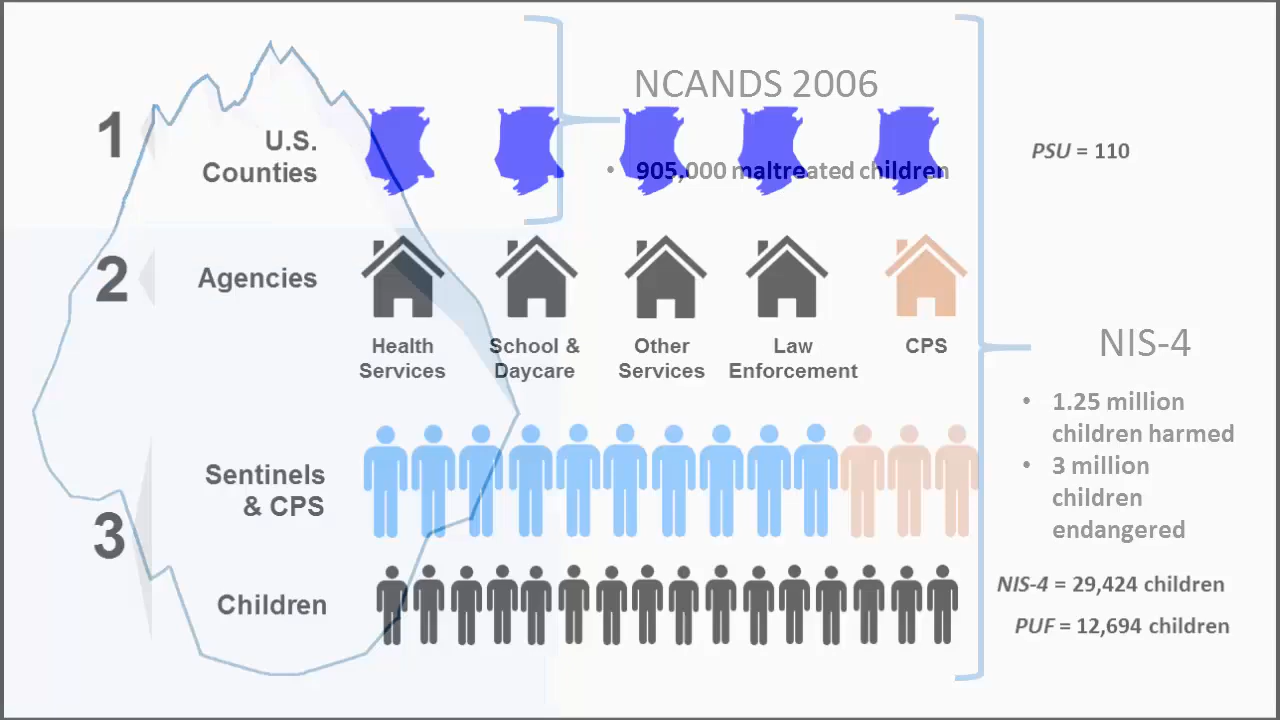 NCANDS 2006
1
U.S.
Counties
• 905,000 maltreated children
PSU = 110
2
Agencies
Health
Services
School &
Daycare
Other
Services
Law
Enforcement
CPS
NIS-4
• 1.25 million
children harmed
• 3 million
children
endangered
3
Sentinels
& CPS
Children
NIS-4 = 29,424 children
PUF = 12,694 children